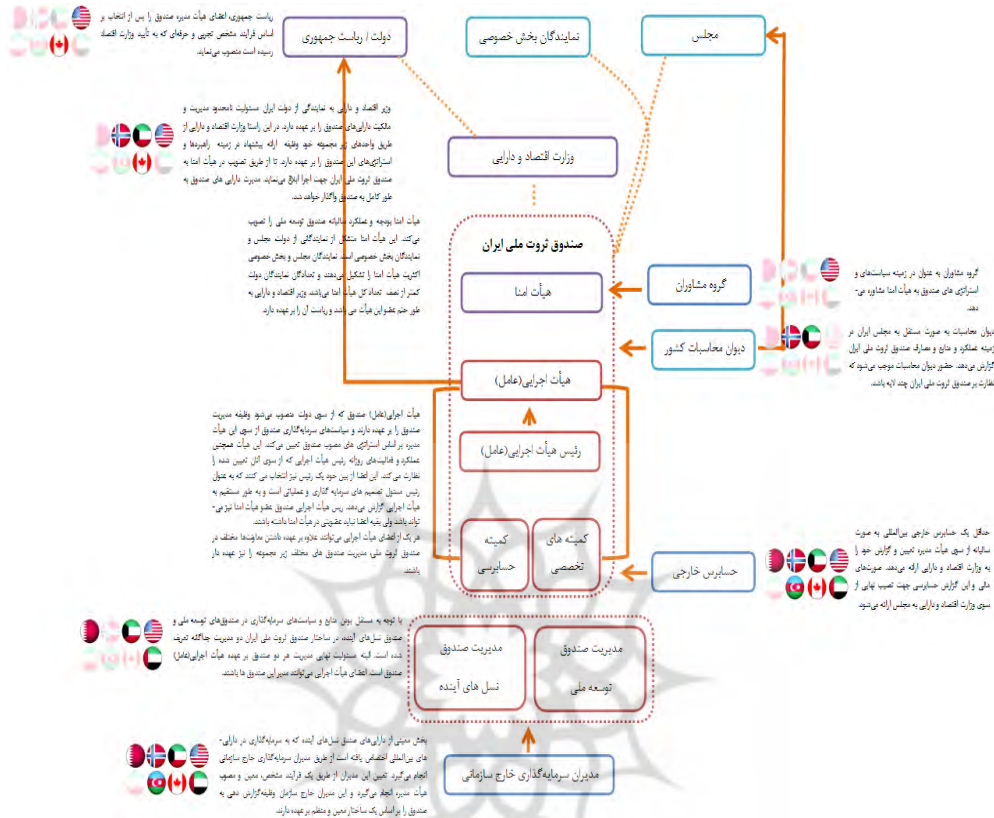 ریاست جمهوری، اعضای هیأت مدیره صندوق را پس از انتخاب بر
اساس فرآیند مشخص تجربی و حرفه‌ای که به تأیید وزارت اقتصاد
رسیده است منصوب می‌نماید.
دولت / ریاست جمهوری
نمایندگان بخش خصوصی
مجلس
وزیر اقتصاد و دارایی به نمایندگی از دولت ایران مسئولیت نامحدود مدیریت و
مالکیت دارایی‌های صندوق را بر عهده دارد. در این راستا وزارت اقتصاد و دارایی از
طریق واحدهای زیر مجموعه خود وظیفه ارائه پیشنهاد در زمینه راهبردها و
استراتژی‌های این صندوق را بر عهده دارد. تا از طریق تصویب در هیأت امنا به
صندوق ثروت ملی ایران جهت اجرا ابلاغ می‌نماید. مدیریت دارایی های صندوق به
طور کامل به صندوق واگذار خواهد شد.
وزارت اقتصاد و دارایی
هیأت امنا بودجه و عملکرد سالیانه صندوق توسعه ملی را تصویب
می‌کند. این هیأت امنا متشکل از نمایندگانی از دولت، مجلس و
نمایندگان بخش خصوصی است. نمایندگان مجلس و بخش خصوصی
اکثریت هیأت امنا را تشکیل می‌دهند و تعداد نمایندگان دولت
کمتر از نصف تعداد کل هیأت امنا می‌باشد. وزیر اقتصاد و دارایی به
طور حتم عضو این هیأت می باشد و ریاست آن را بر عهده دارد.
صندوق ثروت ملی ایران
هیأت امنا
گروه مشاوران
گروه مشاوران به عنوان در زمینه سیاست‌های و
استراتژی های صندوق به هیأت امنا مشاوره می-
دهد.
دیوان محاسبات کشور
دیوان محاسبات به صورت مستقل به مجلس ایران در
زمینه عملکرد و منابع و مصارف صندوق ثروت ملی ایران
گزارش می‌دهد. حضور دیوان محاسبات موجب می‌شود که
نظارت بر صندوق ثروت ملی ایران چند لایه باشد.
هیأت اجرایی(عامل)
هیأت اجرایی(عامل) صندوق که از سوی دولت منصوب می‌شود وظیفه مدیریت
صندوق را بر عهده دارند و سیاست‌های سرمایه‌گذاری صندوق از سوی این هیأت
مدیره بر اساس استراتژی های مصوب صندوق تعیین می‌کند. این هیأت همچنین
عملکرد و فعالیت‌های روزانه رئیس هیأت اجرایی که از سوی آنان تعیین شده را
نظارت می کند. این اعضا از بین خود یک رئیس نیز انتخاب می کنند که به عنوان
رئیس مسئول تصمیم های سرمایه گذاری و عملیاتی است و به طور مستقیم به
هیأت اجرایی گزارش می‌دهد. رییس هیأت اجرایی صندوق عضو هیأت امنا نیز می-
تواند باشد ولی بقیه اعضا نباید عضویتی در هیأت امنا داشته باشند.
هر یک از اعضای هیأت اجرایی می‌توانند علاوه بر عهده داشتن معاونت‌ها مختلف در
صندوق ثروت ملی، مدیریت صندوق های مختلف زیر مجموعه را نیز عهده دار
باشند.
رئیس هیأت اجرایی(عامل)
کمیته های
تخصصی
کمیته
حسابرسی
حسابرس خارجی
حداقل یک حسابرس خارجی بین‌المللی به صورت
سالیانه از سوی هیأت مدیره تعیین و گزارش خود را
به وزارت اقتصاد و دارایی ارائه می‌دهد. صورت‌های
مالی و این گزارش حسابرسی جهت تصیب نهایی از
سوی وزارت اقتصاد و دارایی به مجلس ارائه می‌شود.
با توجه به مستقل بودن منابع و سیاست‌های سرمایه‌گذاری در صندوق‌های توسعه ملی و
صندوق نسل‌های آینده، در ساختار صندوق ثروت ملی ایران دو مدیریت جداگانه تعریف
شده است. البته مسئولیت نهایی مدیریت هر دو صندوق بر عهده هیأت اجرایی(عامل)
صندوق است. اعضای هیأت اجرایی می‌توانند مدیر این صندوق ها باشند.
مدیریت صندوق
توسعه ملی
مدیریت صندوق
نسل های آینده
بخش معینی از دارایی‌های صندوق نسل‌های آینده که به سرمایه‌گذاری در دارایی-
های بین‌المللی اختصاص یافته است از طریق مدیران سرمایه‌گذاری خارج سازمانی
انجام می‌گیرد. تعیین این مدیران از طریق یک فرآیند مشخص، معین و مصوب
هیأت مدیره انجام می‌گیرد و این مدیران خارج سازمان وظیفه‌گزارش دهی به
صندوق را بر اساس یک ساختار معین و منظم بر عهده دارند.
مدیران سرمایه‌گذاری خارج سازمانی